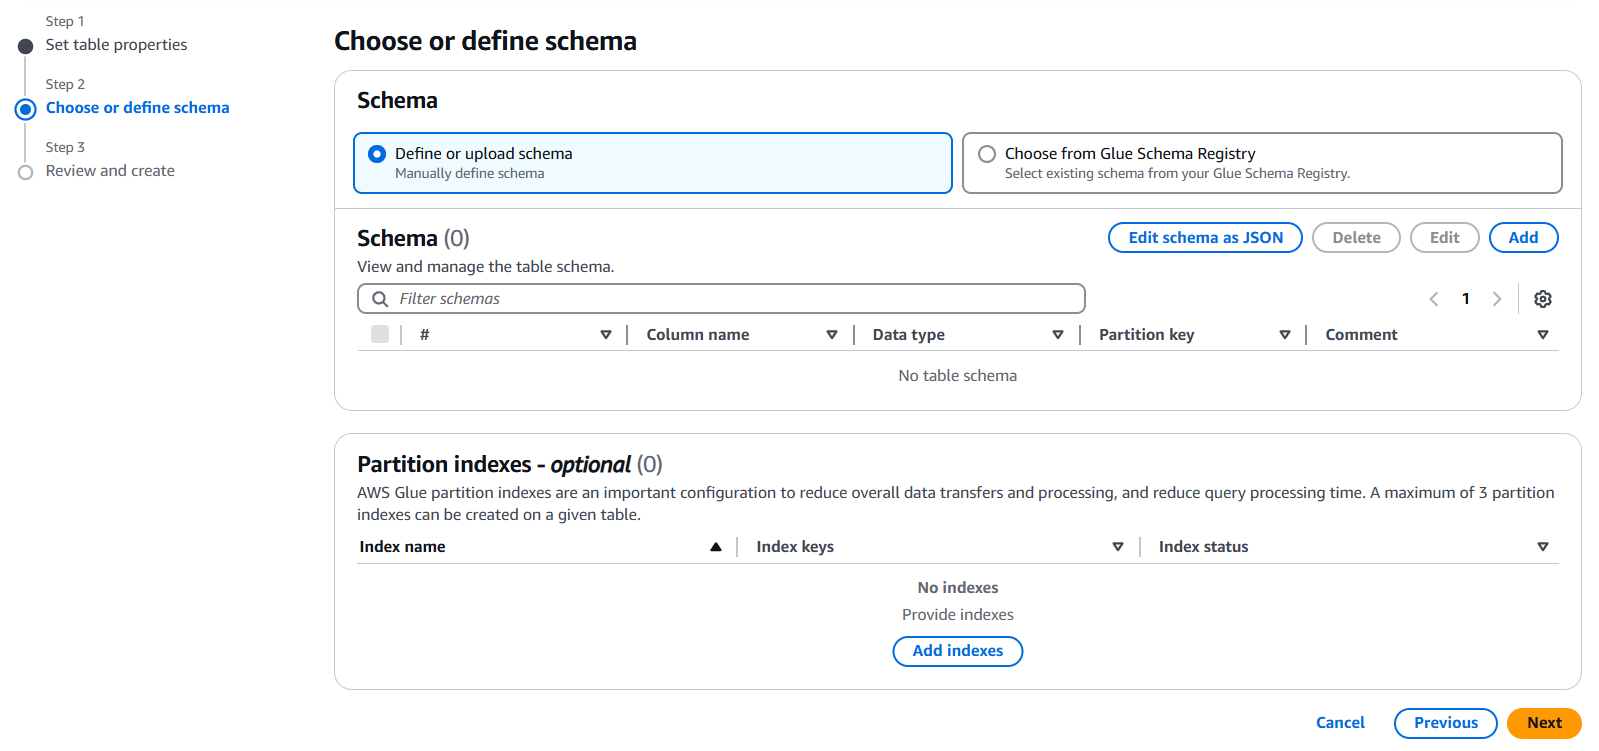 Step 1
Set table properties
Step 2
Choose or define schema
Step 3
Review and create
Choose or define schema
Schema
Define or upload schema
Manually define schema
Choose from Glue Schema Registry
Select existing schema from your Glue Schema Registry.
Schema (0)
Edit schema as JSON Delete Edit Add
View and manage the table schema.
Filter schemas
1
# Column name Data type Partition key Comment
No table schema
Partition indexes - optional (0)
AWS Glue partition indexes are an important configuration to reduce overall data transfers and processing, and reduce query processing time. A maximum of 3 partition
indexes can be created on a given table.
Index name Index keys Index status
No indexes
Provide indexes
Add indexes
Cancel Previous Next